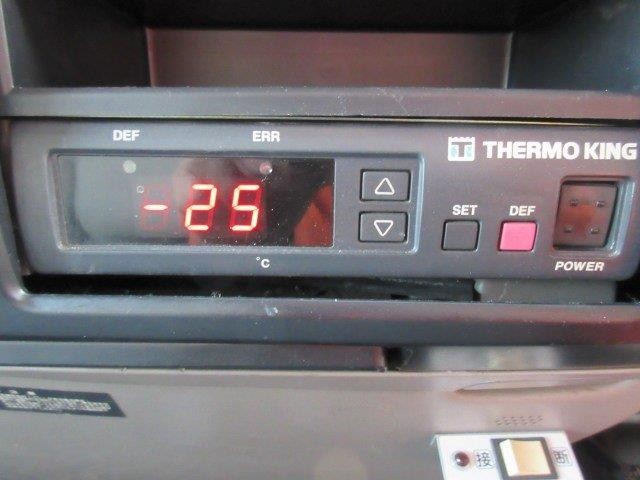 DEF ERR
THERMO KING
-25
SET DEF
°C
POWER
接 断